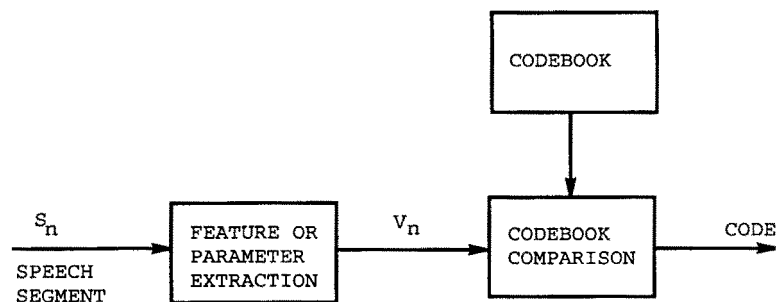 CODEBOOK
Sn
SPEECH
SEGMENT
FEATURE OR
PARAMETER
EXTRACTION
Vn
CODEBOOK
COMPARISON
CODE